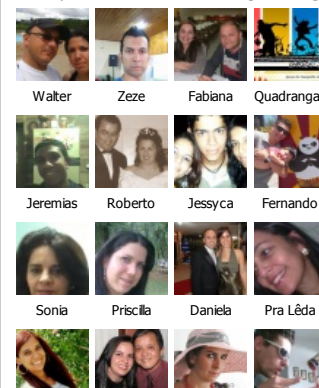 Walter Zeze Fabiana Quadranga
Jeremias Roberto Jessyca Fernando
Sonia Priscilla Daniela Pra Lêda